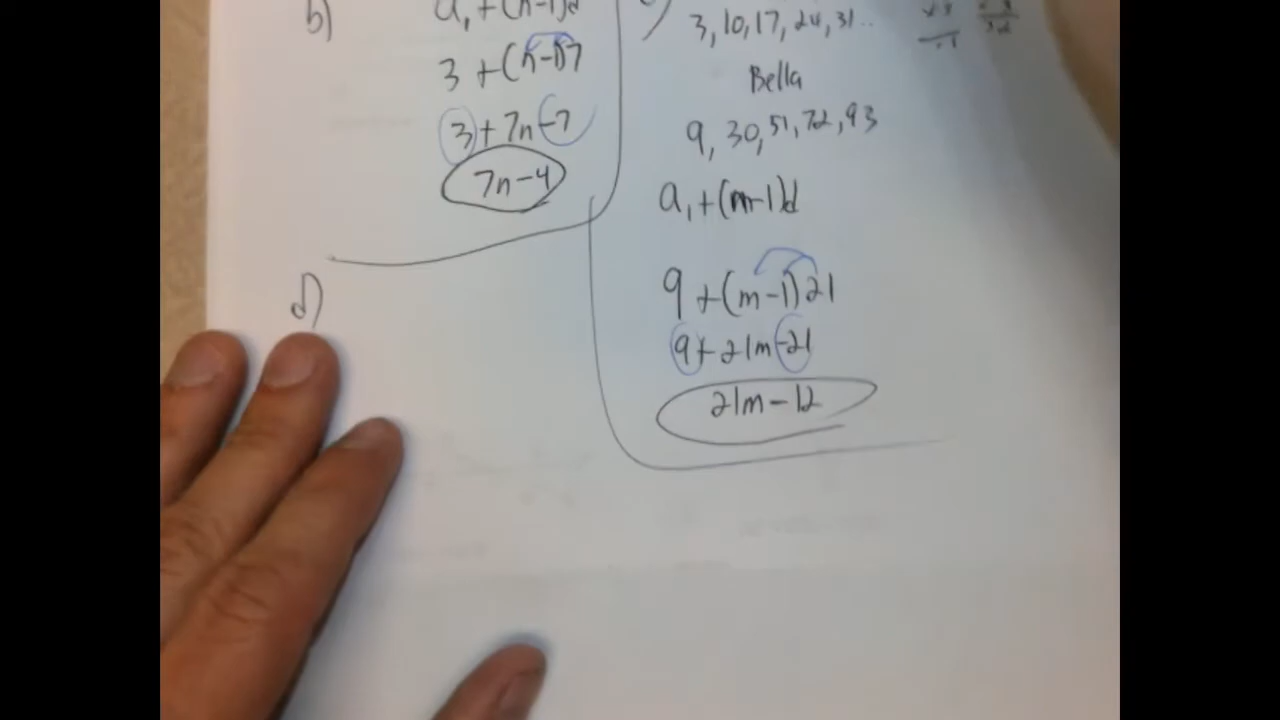 b) a₁+(n-1)d
3+(n-1)7
3+7n-7
7n-4
3,10,17,24,31..
Bella
9, 30, 51, 72, 93
a₁+(m-1)d
9+(m-1)21
9+21m-21
21m-12
d)